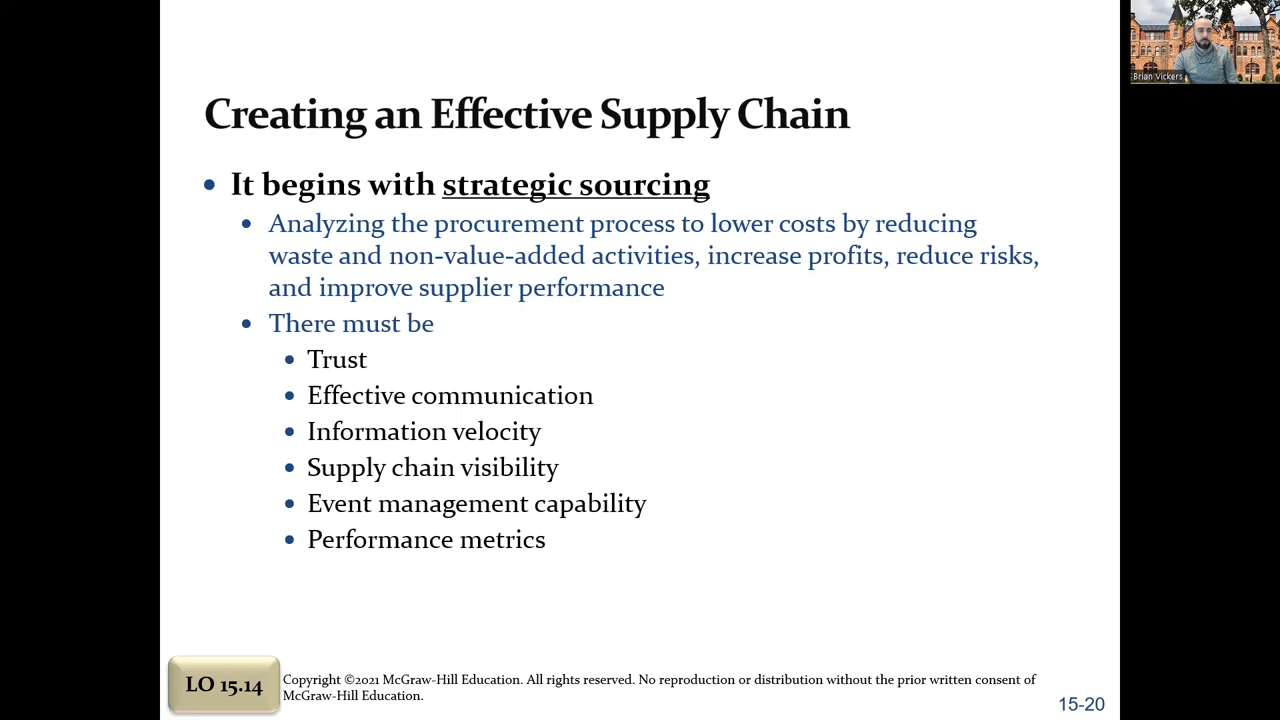 Brian Vickers
Creating an Effective Supply Chain
• It begins with strategic sourcing
• Analyzing the procurement process to lower costs by reducing
waste and non-value-added activities, increase profits, reduce risks,
and improve supplier performance
• There must be
• Trust
• Effective communication
• Information velocity
• Supply chain visibility
• Event management capability
• Performance metrics
LO 15.14
Copyright ©2021 McGraw-Hill Education. All rights reserved. No reproduction or distribution without the prior written consent of
McGraw-Hill Education.
15-20